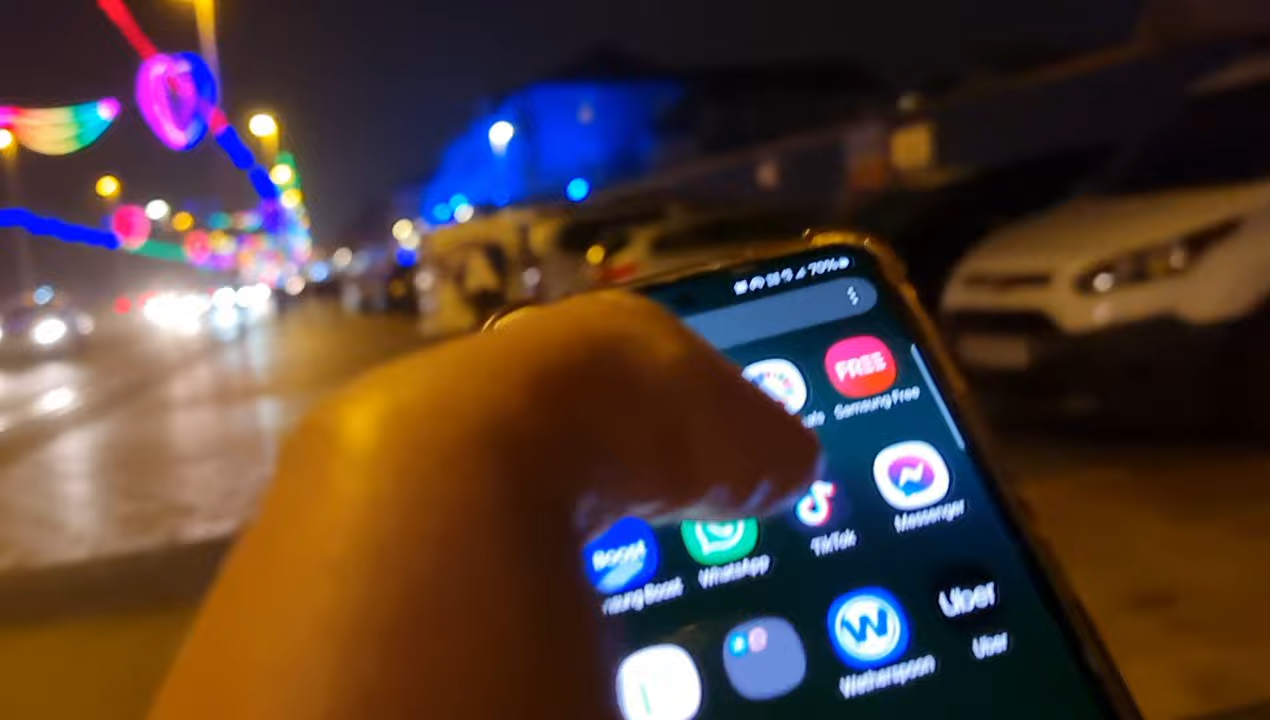 70%
FREE
Samsung Free
Messenger
TikTok
BOOST
WhatsApp
Uber
W
Wetherspoon
Uber